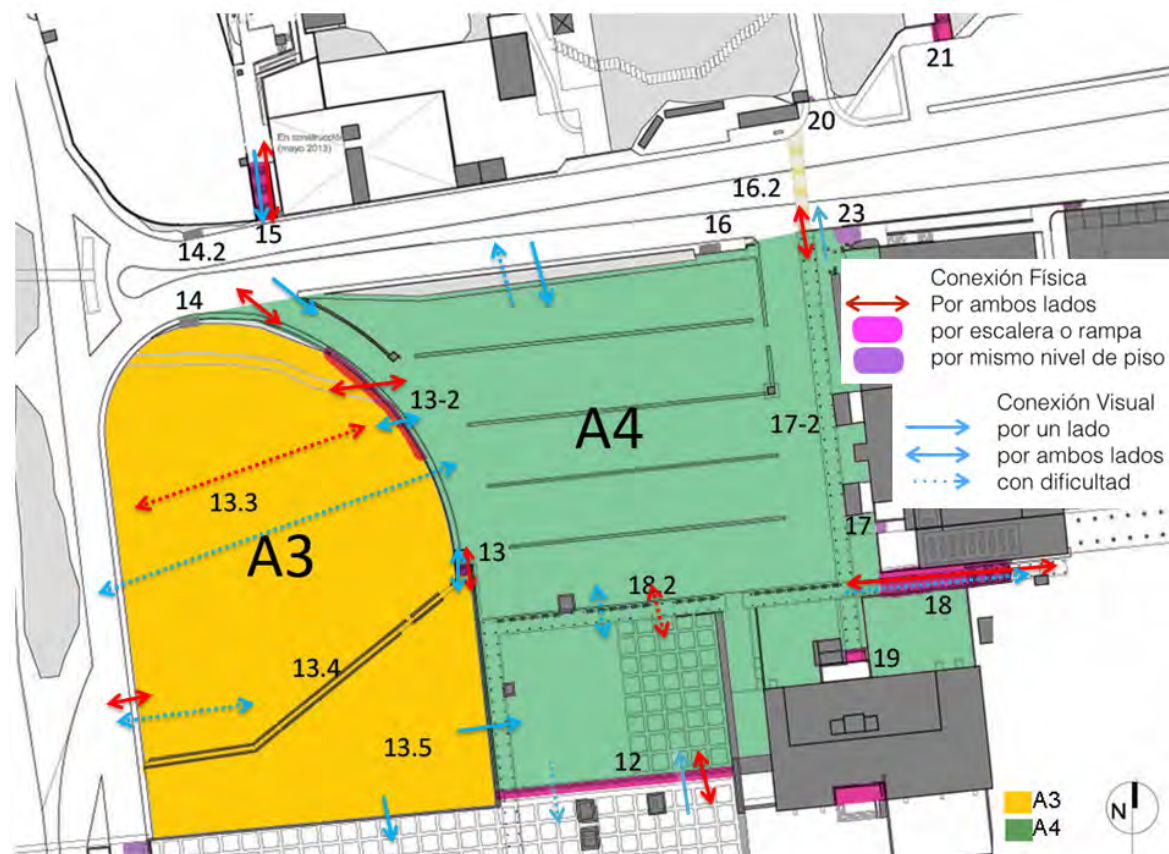 21
20
En construcción
(mayo 2013)
16.2
14.2
15
16
23
Conexión Física
Por ambos lados
por escalera o rampa
por mismo nivel de piso
14
13-2
A4
17-2
Conexión Visual
por un lado
por ambos lados
con dificultad
13.3
A3
13
17
18.2
18
13.4
19
13.5
12
A3
A4
N